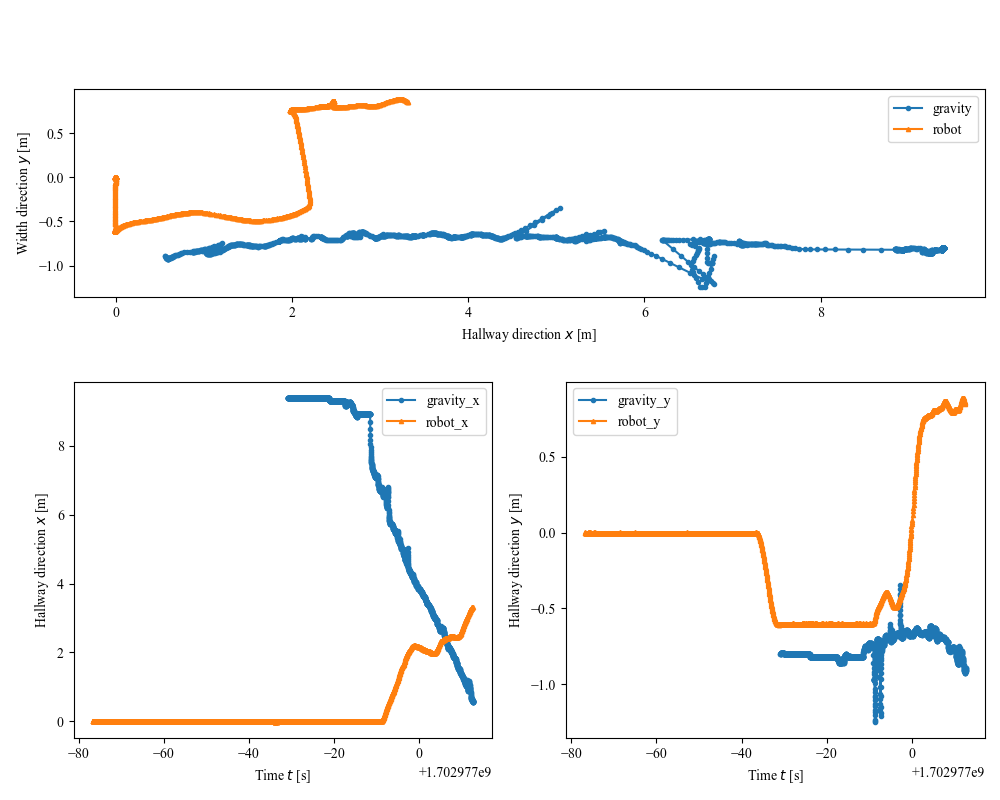 gravity
robot
0.5
0.0
−0.5
−1.0
Width direction y [m]
0 2 4 6 8
Hallway direction x [m]
gravity_x
robot_x
8
6
4
2
0
Hallway direction x [m]
−80 −60 −40 −20 0
+1.702977e9
Time t [s]
gravity_y
robot_y
0.5
0.0
−0.5
−1.0
Hallway direction y [m]
−80 −60 −40 −20 0
+1.702977e9
Time t [s]